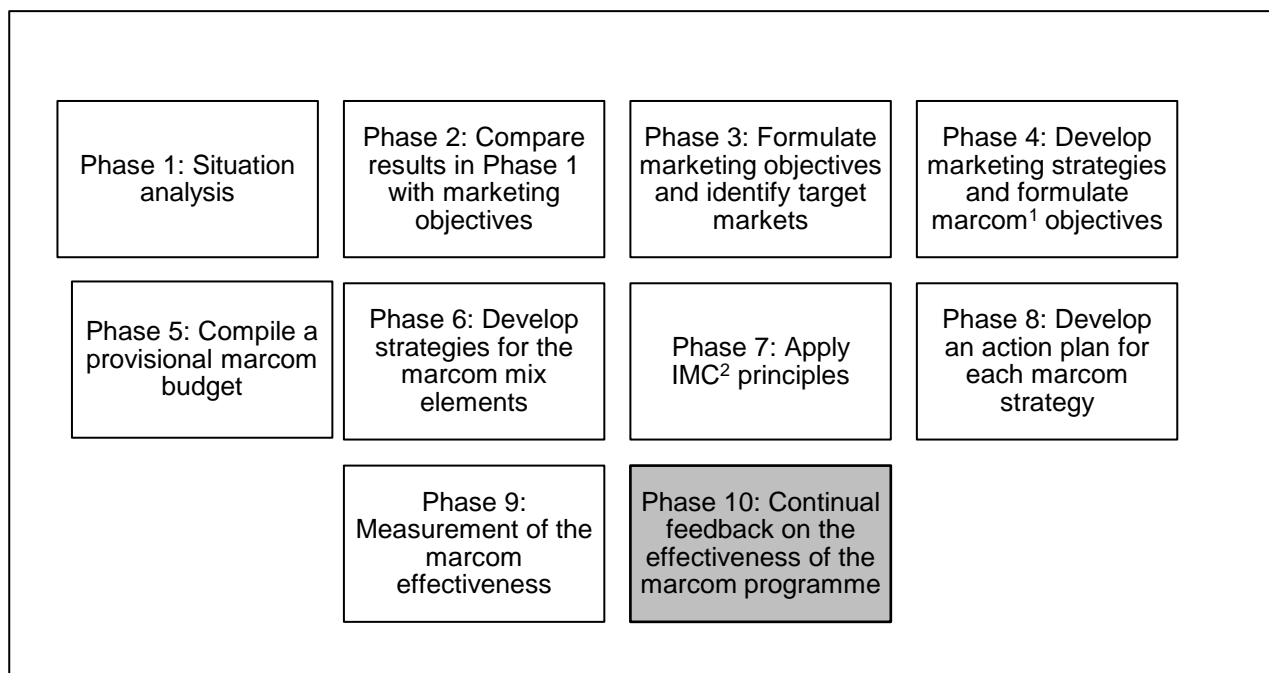 Phase 1: Situation
analysis
Phase 2: Compare
results in Phase 1
with marketing
objectives
Phase 3: Formulate
marketing objectives
and identify target
markets
Phase 4: Develop
marketing strategies
and formulate
marcom¹ objectives
Phase 5: Compile a
provisional marcom
budget
Phase 6: Develop
strategies for the
marcom mix
elements
Phase 7: Apply
IMC² principles
Phase 8: Develop
an action plan for
each marcom
strategy
Phase 9:
Measurement of the
marcom
effectiveness
Phase 10: Continual
feedback on the
effectiveness of the
marcom programme